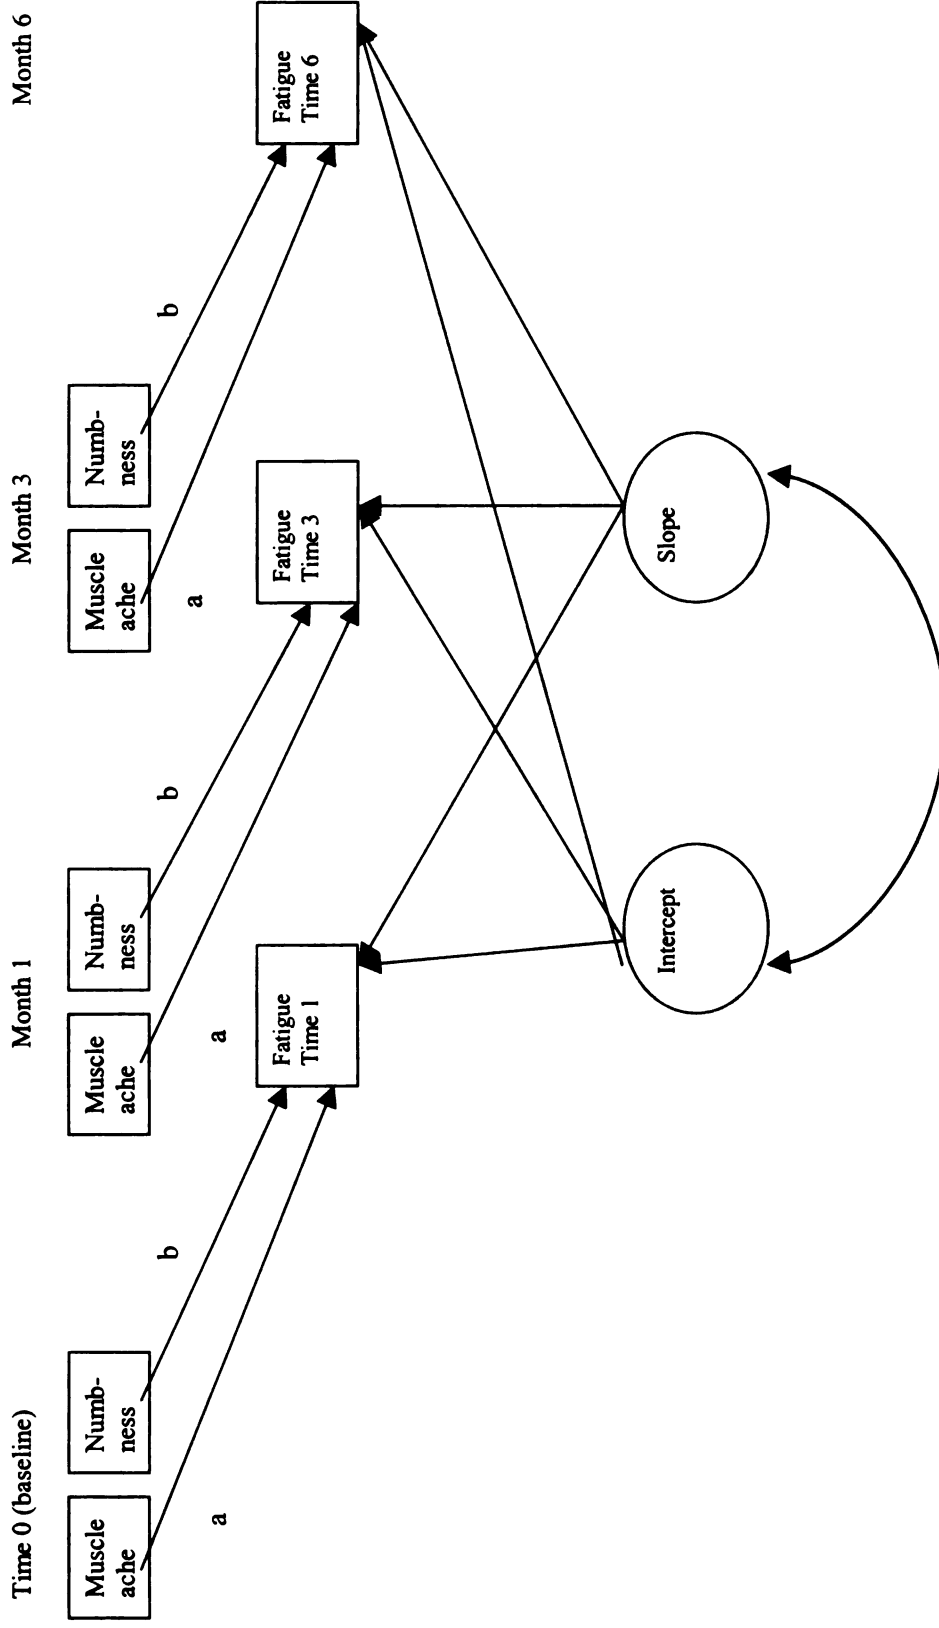 Time 0 (baseline)
Month 1
Month 3
Month 6
Muscle
ache
Numb-
ness
Muscle
ache
Numb-
ness
Muscle
ache
Numb-
ness
a
b
a
b
a
b
Fatigue
Time 1
Fatigue
Time 3
Fatigue
Time 6
Intercept
Slope